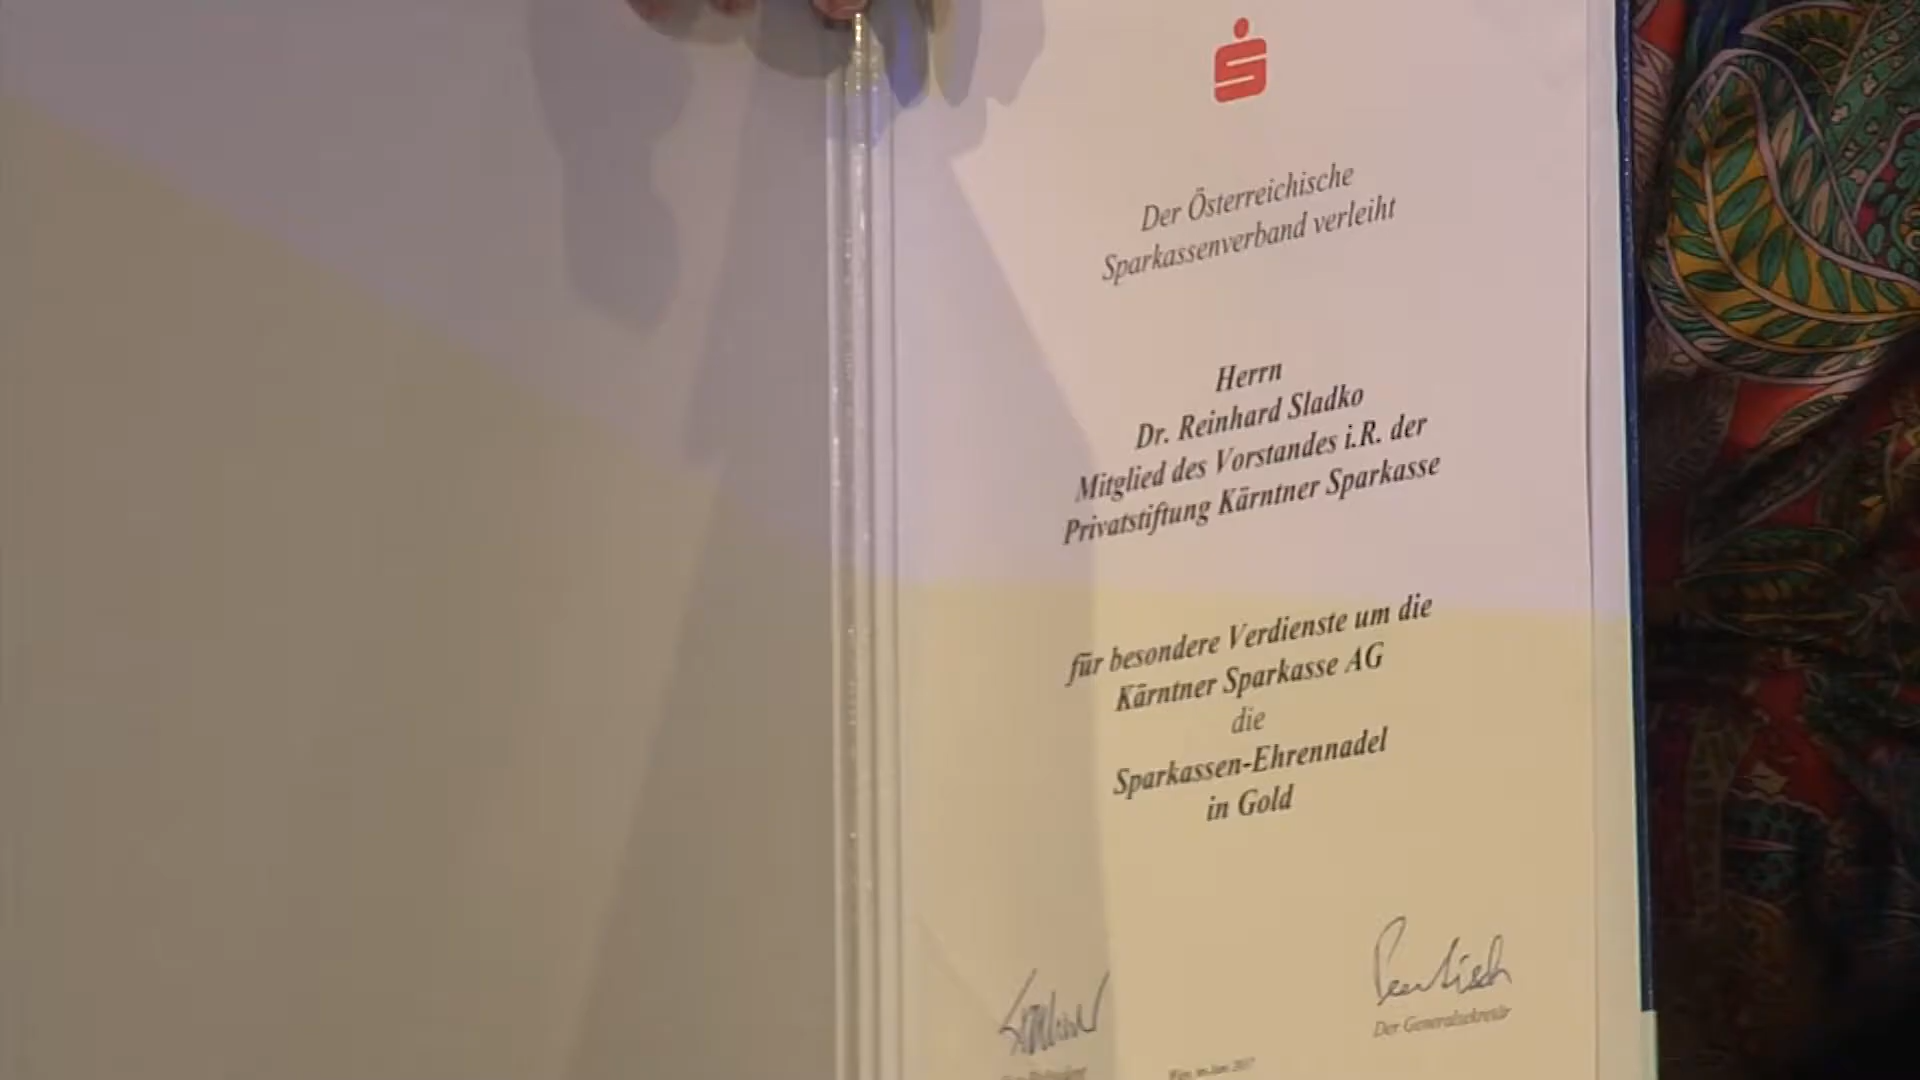 Der Österreichische
Sparkassenverband verleiht
Herrn
Dr. Reinhard Sladko
Mitglied des Vorstandes i.R. der
Privatstiftung Kärntner Sparkasse
für besondere Verdienste um die
Kärntner Sparkasse AG
die
Sparkassen-Ehrennadel
in Gold
Der Generalsekretär